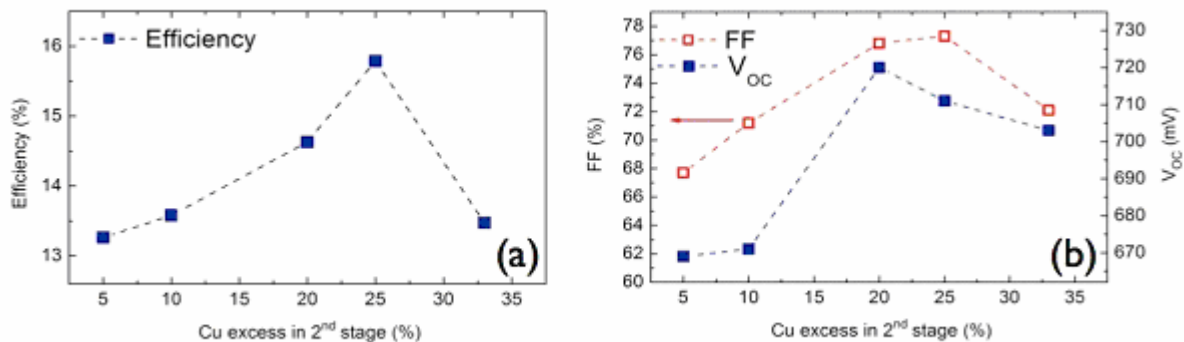 Efficiency
Efficiency (%)
16
15
14
13
5 10 15 20 25 30 35
Cu excess in 2nd stage (%)
(a)
FF
VOC
FF (%)
78
76
74
72
70
68
66
64
62
60
730
720
710
700
690
680
670
VOC (mV)
5 10 15 20 25 30 35
Cu excess in 2nd stage (%)
(b)